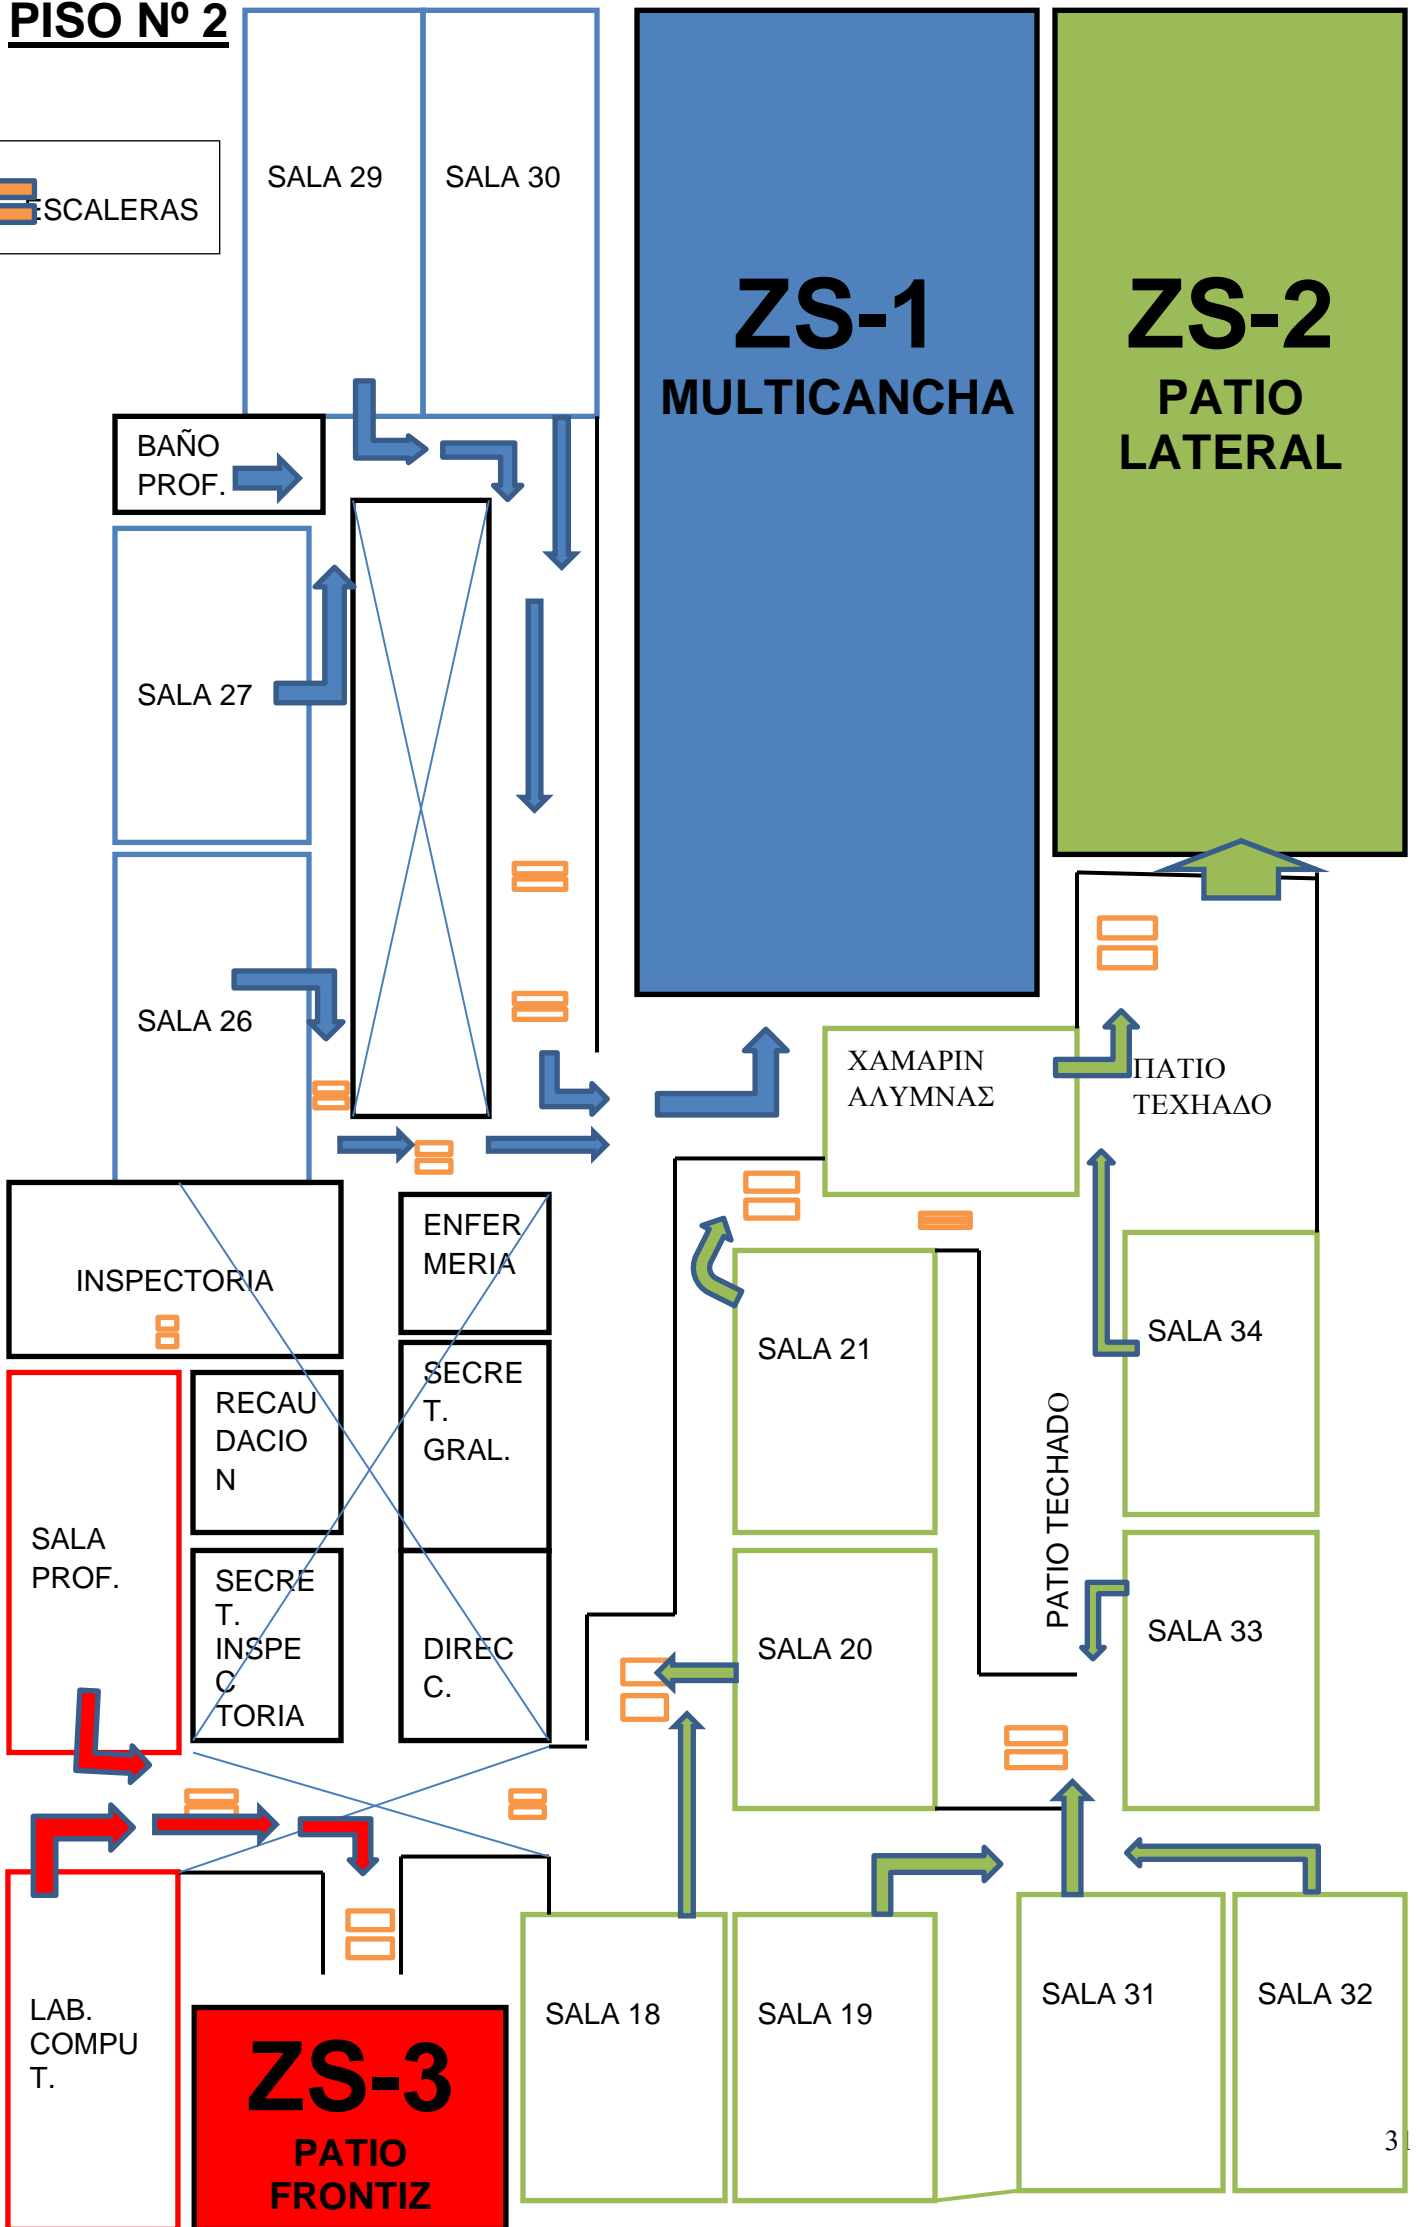 PISO Nº 2
ESCALERAS
SALA 29
SALA 30
ZS-1
MULTICANCHA
ZS-2
PATIO
LATERAL
BAÑO
PROF.
SALA 27
SALA 26
ΧΑΜΑΡΙΝ
ΑΛΥΜΝΑΣ
ΠΑΤΙΟ
ΤΕΧΗΑΔΟ
INSPECTORIA
ENFER
MERIA
SALA 21
SALA 34
RECAU
DACIO
N
SECRE
T.
GRAL.
PATIO TECHADO
SALA
PROF.
SECRE
T.
INSPE
C
TORIA
DIREC
C.
SALA 20
SALA 33
LAB.
COMPU
T.
ZS-3
PATIO
FRONTIZ
SALA 18
SALA 19
SALA 31
SALA 32
31